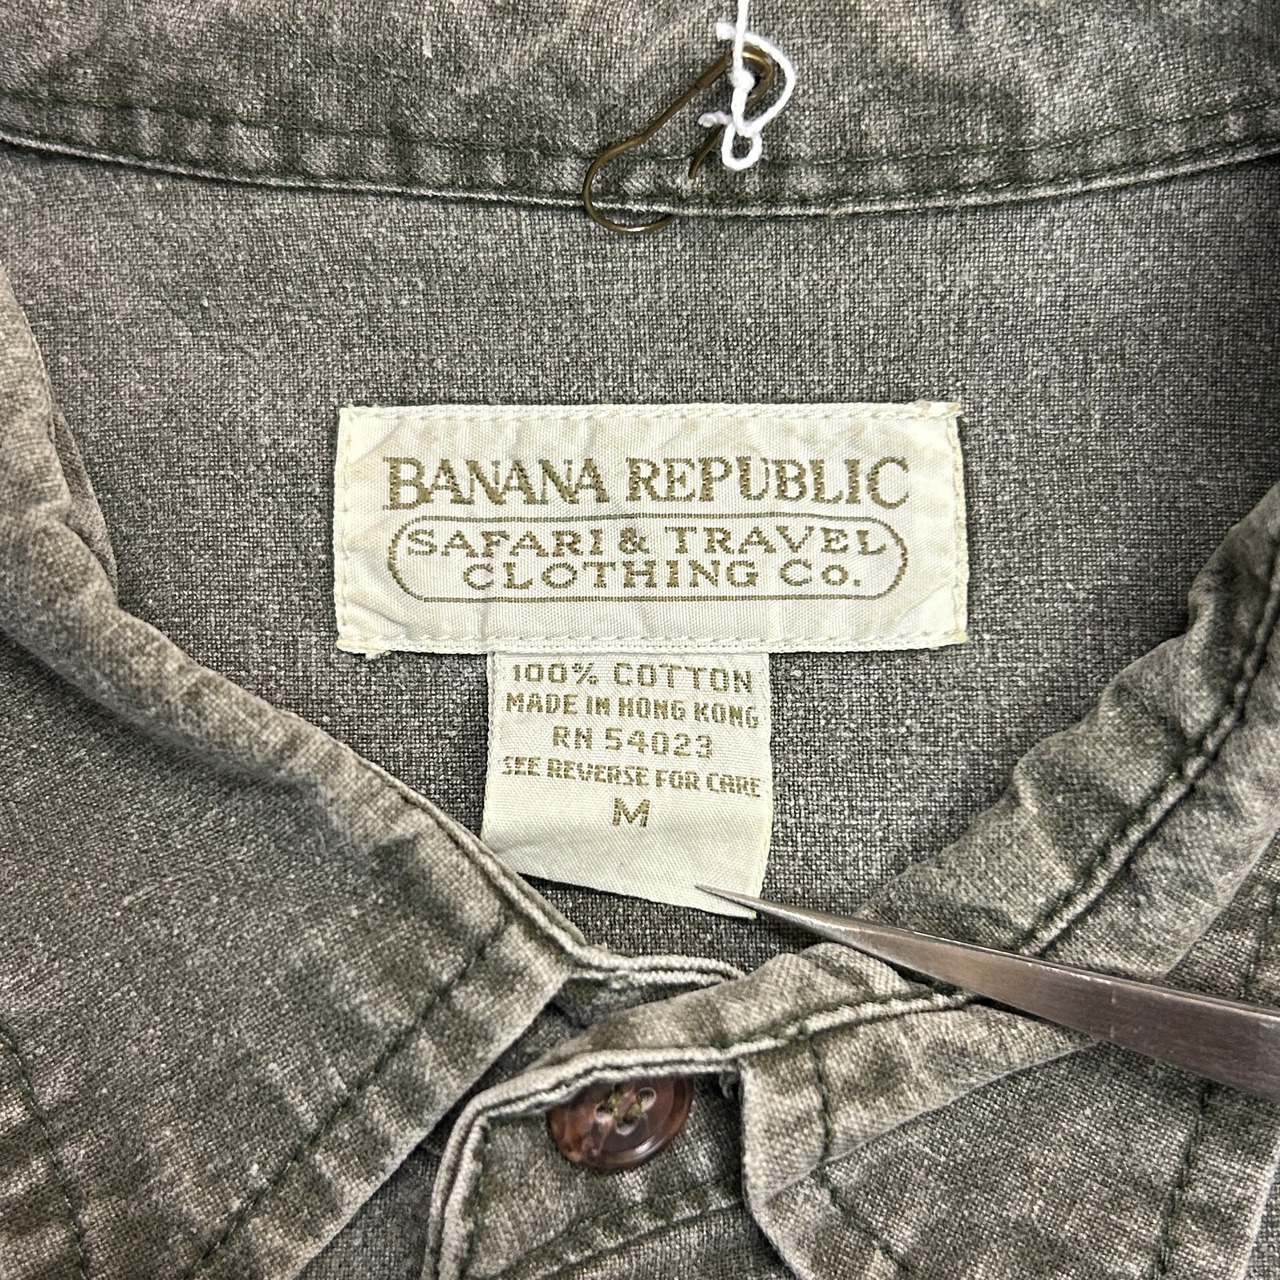 BANANA REPUBLIC
SAFARI & TRAVEL
CLOTHING Co.
100% COTTON
MADE IN HONG KONG
RN 54023
SEE REVERSE FOR CARE
M